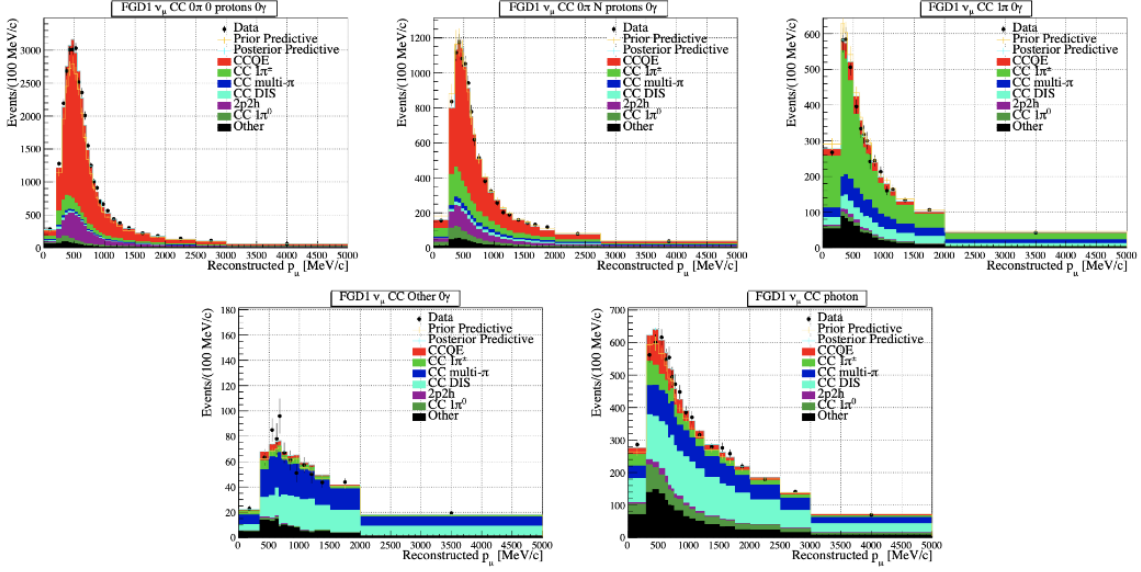 FGD1 νμ CC 0π 0 protons 0γ
Events/(100 MeV/c)
3000
2500
2000
1500
1000
500
0
Data
Prior Predictive
Posterior Predictive
CCQE
CC 1π±
CC multi-π
CC DIS
2p2h
CC 1π0
Other
0 500 1000 1500 2000 2500 3000 3500 4000 4500 5000
Reconstructed pμ [MeV/c]
FGD1 νμ CC 0π N protons 0γ
Events/(100 MeV/c)
1200
1000
800
600
400
200
0
Data
Prior Predictive
Posterior Predictive
CCQE
CC 1π±
CC multi-π
CC DIS
2p2h
CC 1π0
Other
0 500 1000 1500 2000 2500 3000 3500 4000 4500 5000
Reconstructed pμ [MeV/c]
FGD1 νμ CC 1π 0γ
Events/(100 MeV/c)
600
500
400
300
200
100
0
Data
Prior Predictive
Posterior Predictive
CCQE
CC 1π±
CC multi-π
CC DIS
2p2h
CC 1π0
Other
0 500 1000 1500 2000 2500 3000 3500 4000 4500 5000
Reconstructed pμ [MeV/c]
FGD1 νμ CC Other 0γ
Events/(100 MeV/c)
180
160
140
120
100
80
60
40
20
0
Data
Prior Predictive
Posterior Predictive
CCQE
CC 1π±
CC multi-π
CC DIS
2p2h
CC 1π0
Other
0 500 1000 1500 2000 2500 3000 3500 4000 4500 5000
Reconstructed pμ [MeV/c]
FGD1 νμ CC photon
Events/(100 MeV/c)
700
600
500
400
300
200
100
0
Data
Prior Predictive
Posterior Predictive
CCQE
CC 1π±
CC multi-π
CC DIS
2p2h
CC 1π0
Other
0 500 1000 1500 2000 2500 3000 3500 4000 4500 5000
Reconstructed pμ [MeV/c]